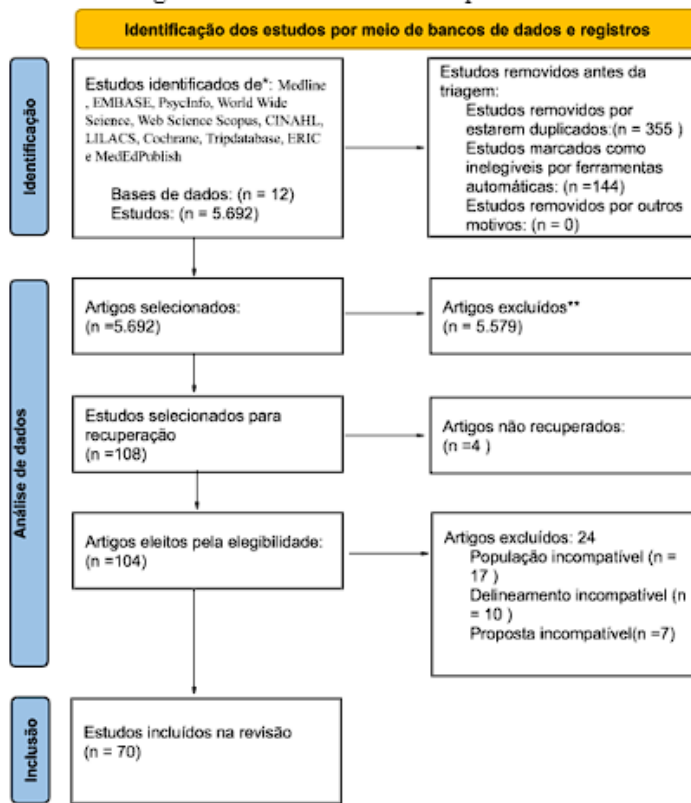 Identificação dos estudos por meio de bancos de dados e registros
Identificação
Estudos identificados de*: Medline
, EMBASE, PsycInfo, World Wide
Science, Web Science Scopus, CINAHL,
LILACS, Cochrane, Tripdatabase, ERIC
e MedEdPublish
Bases de dados: (n = 12)
Estudos: (n = 5.692)
Estudos removidos antes da
triagem:
Estudos removidos por
estarem duplicados:(n = 355 )
Estudos marcados como
inelegíveis por ferramentas
automáticas: (n =144)
Estudos removidos por outros
motivos: (n = 0)
Análise de dados
Artigos selecionados:
(n =5.692)
Artigos excluídos**
(n = 5.579)
Estudos selecionados para
recuperação
(n =108)
Artigos não recuperados:
(n =4 )
Artigos eleitos pela elegibilidade:
(n =104)
Artigos excluídos: 24
População incompatível (n =
17 )
Delineamento incompatível (n
= 10 )
Proposta incompatível(n =7)
Inclusão
Estudos incluídos na revisão
(n = 70)